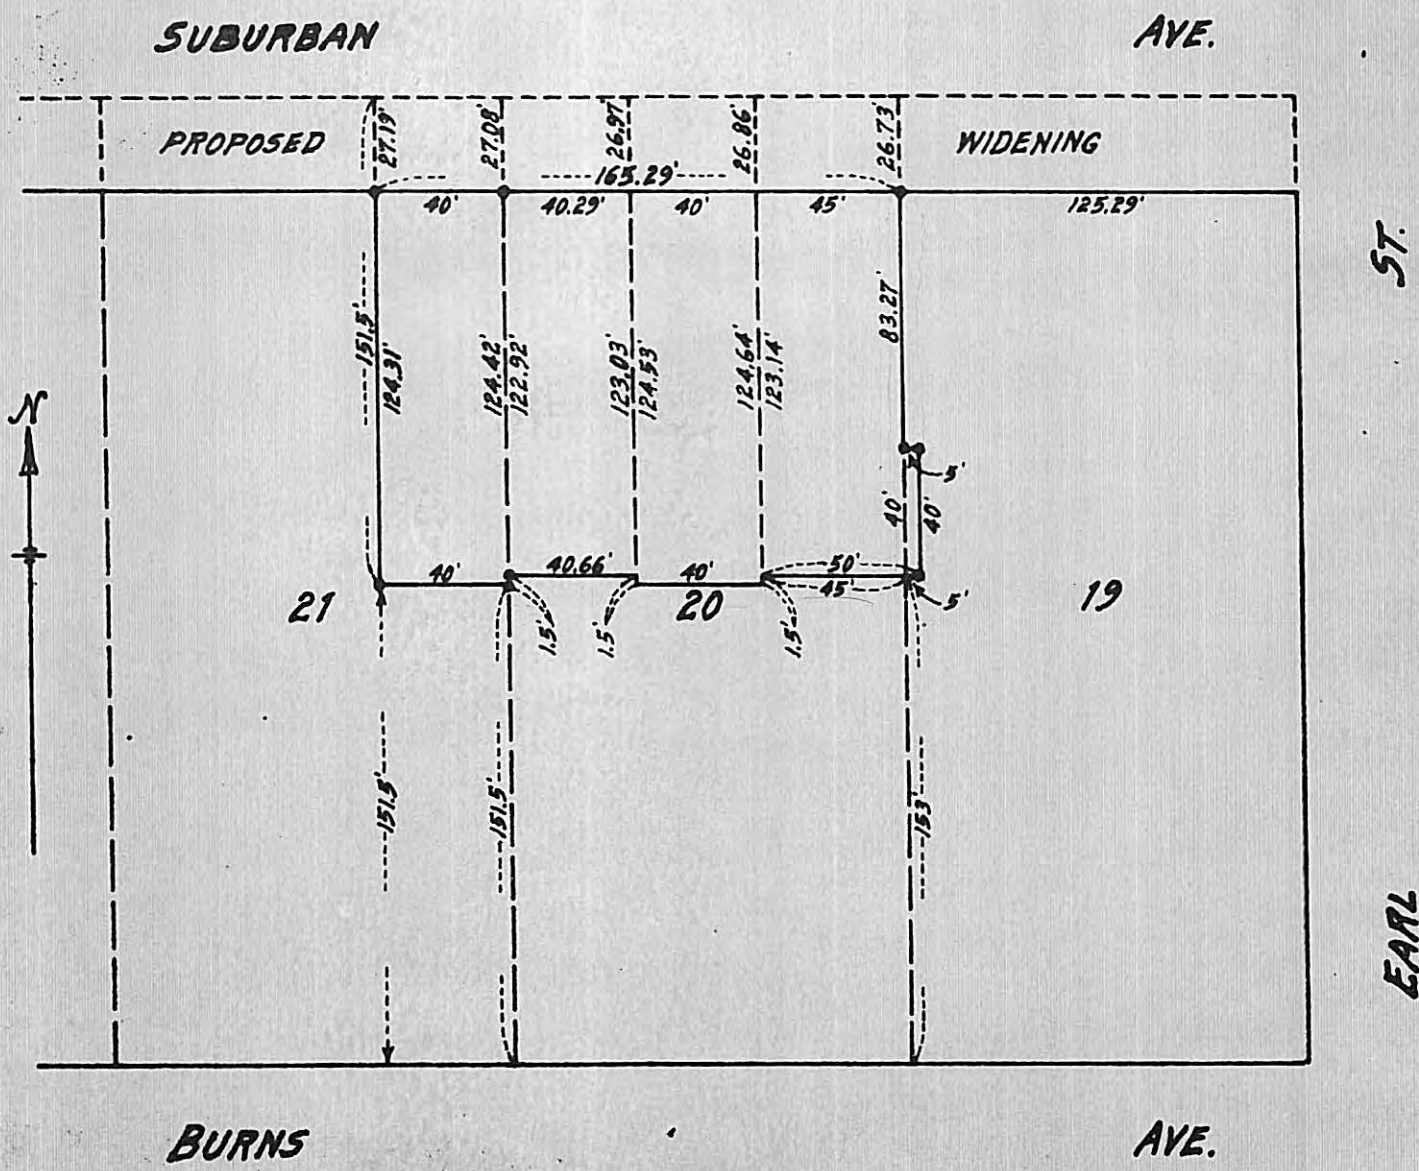 SUBURBAN AVE.
PROPOSED WIDENING
27.19' 27.08' 26.97' 26.86' 26.73'
165.29'
40' 40.29' 40' 45' 125.29'
ST.
83.27'
151.5'
124.31'
124.42'
122.92'
123.03'
124.53'
124.64'
123.14'
N
5'
40' 40'
40' 40.66' 40' 50'
45'
5'
21 20 19
1.5' 1.5' 1.5'
151.5' 151.5' 153'
EARL
BURNS AVE.